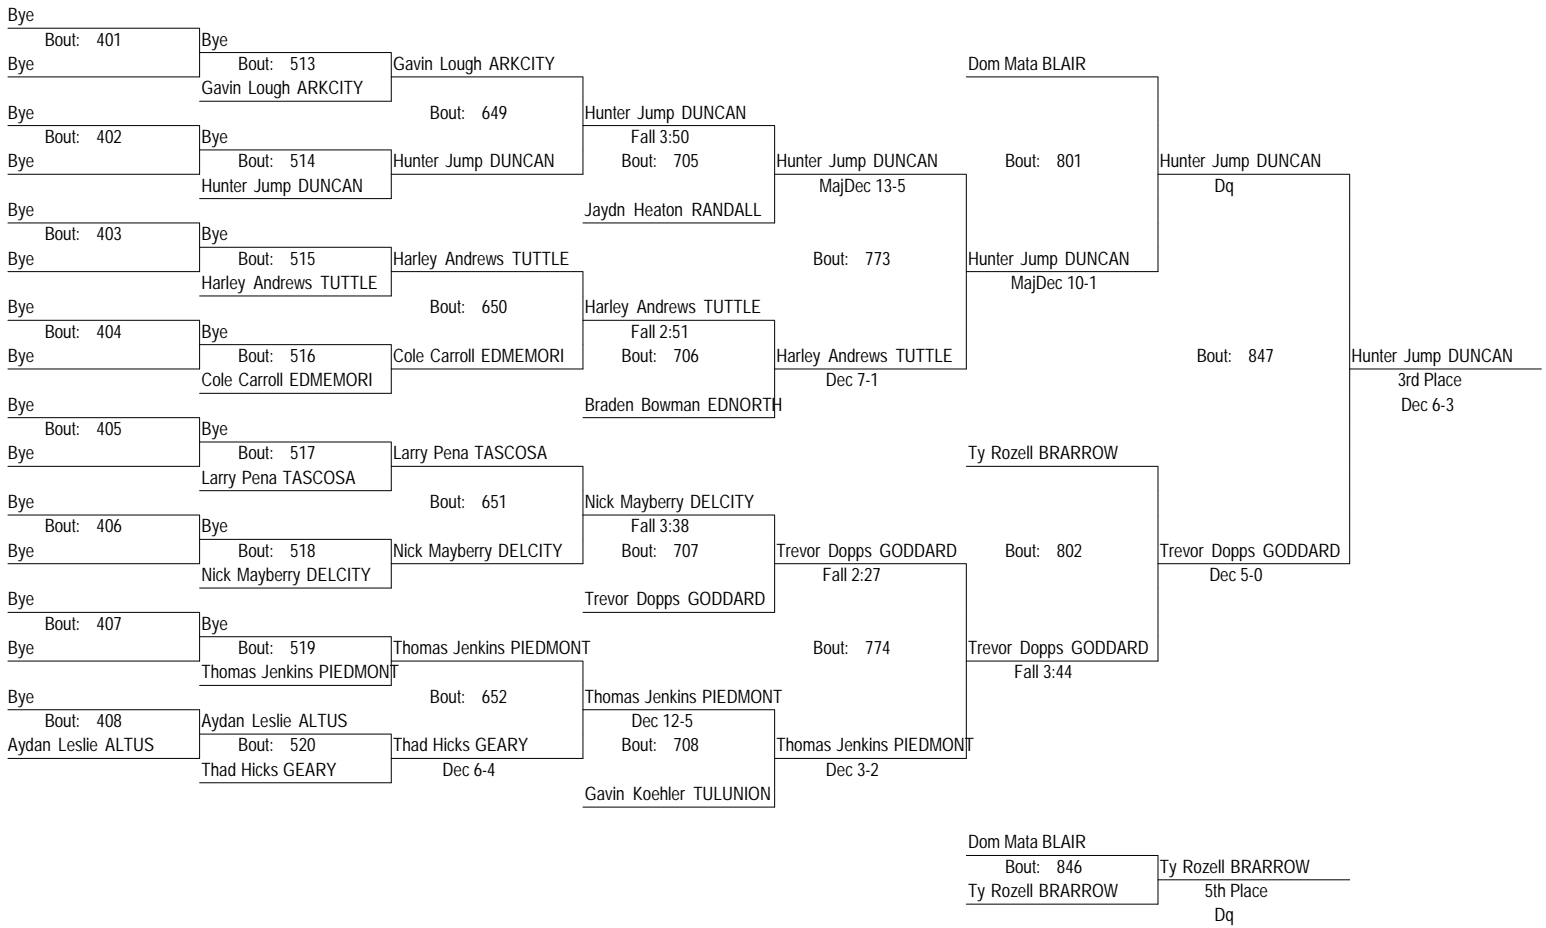 Bye
Bout: 401
Bye
Bye
Bout: 513
Gavin Lough ARKCITY
Gavin Lough ARKCITY
Dom Mata BLAIR
Bye
Bout: 402
Bye
Bye
Bout: 514
Hunter Jump DUNCAN
Bout: 649
Hunter Jump DUNCAN
Hunter Jump DUNCAN
Fall 3:50
Bout: 705
Jaydn Heaton RANDALL
Hunter Jump DUNCAN
MajDec 13-5
Bout: 801
Hunter Jump DUNCAN
Dq
Bye
Bout: 403
Bye
Bye
Bout: 515
Harley Andrews TUTTLE
Harley Andrews TUTTLE
Bout: 773
Hunter Jump DUNCAN
MajDec 10-1
Bye
Bout: 404
Bye
Bye
Bout: 516
Cole Carroll EDMEMORI
Bout: 650
Cole Carroll EDMEMORI
Harley Andrews TUTTLE
Fall 2:51
Bout: 706
Braden Bowman EDNORTH
Harley Andrews TUTTLE
Dec 7-1
Bout: 847
Hunter Jump DUNCAN
3rd Place
Dec 6-3
Bye
Bout: 405
Bye
Bye
Bout: 517
Larry Pena TASCOSA
Larry Pena TASCOSA
Ty Rozell BRARROW
Bye
Bout: 406
Bye
Bye
Bout: 518
Nick Mayberry DELCITY
Bout: 651
Nick Mayberry DELCITY
Nick Mayberry DELCITY
Fall 3:38
Bout: 707
Trevor Dopps GODDARD
Trevor Dopps GODDARD
Fall 2:27
Bout: 802
Trevor Dopps GODDARD
Dec 5-0
Bye
Bout: 407
Bye
Bye
Bout: 519
Thomas Jenkins PIEDMONT
Thomas Jenkins PIEDMONT
Bout: 774
Trevor Dopps GODDARD
Fall 3:44
Bye
Bout: 408
Aydan Leslie ALTUS
Aydan Leslie ALTUS
Bout: 520
Thad Hicks GEARY
Bout: 652
Thad Hicks GEARY
Dec 6-4
Thomas Jenkins PIEDMONT
Dec 12-5
Bout: 708
Gavin Koehler TULUNION
Thomas Jenkins PIEDMONT
Dec 3-2
Dom Mata BLAIR
Bout: 846
Ty Rozell BRARROW
Ty Rozell BRARROW
5th Place
Dq